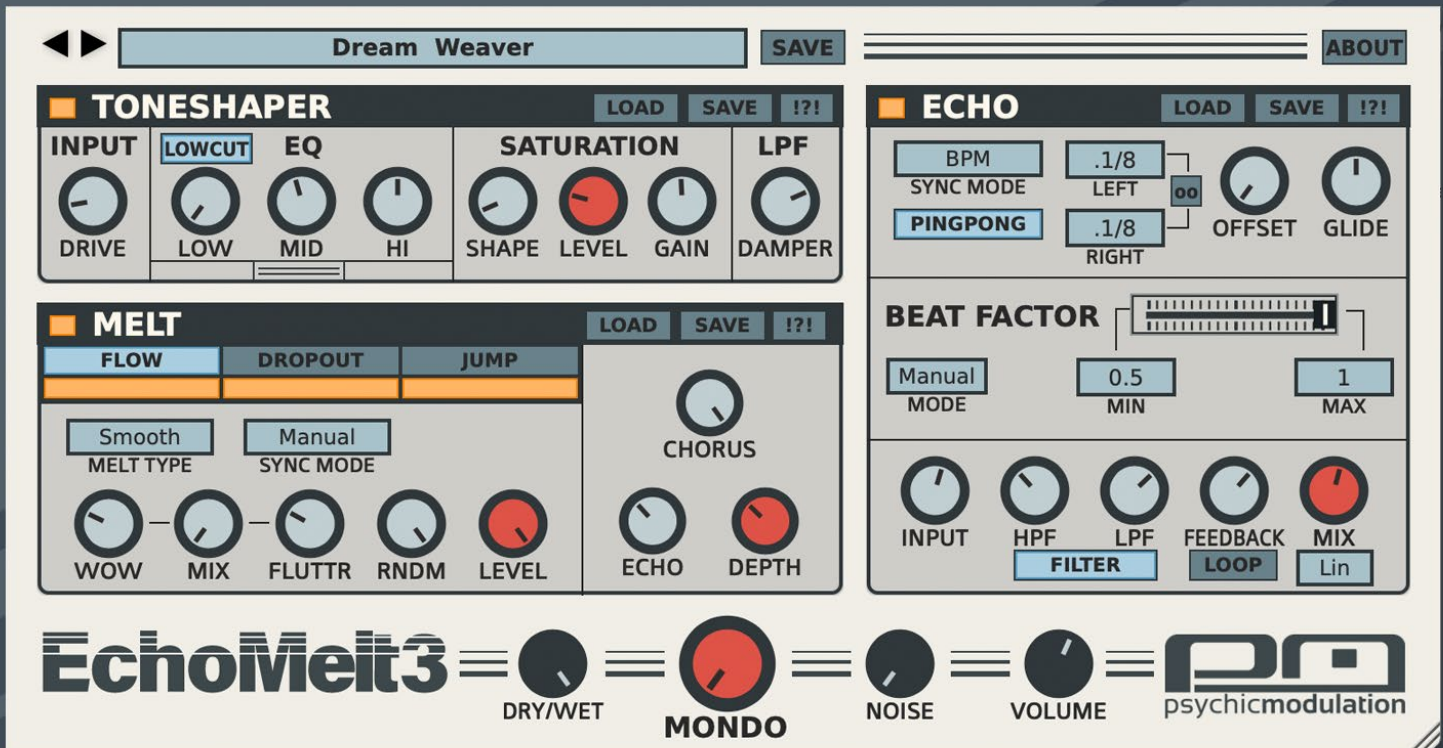 Dream Weaver
SAVE
ABOUT
TONESHAPER
LOAD
SAVE
!?!
INPUT
LOWCUT
EQ
SATURATION
LPF
DRIVE
LOW
MID
HI
SHAPE
LEVEL
GAIN
DAMPER
ECHO
LOAD
SAVE
!?!
BPM
SYNC MODE
PINGPONG
.1/8
LEFT
oo
.1/8
RIGHT
OFFSET
GLIDE
BEAT FACTOR
Manual
MODE
0.5
MIN
1
MAX
INPUT
HPF
LPF
FEEDBACK
MIX
FILTER
LOOP
Lin
MELT
LOAD
SAVE
!?!
FLOW
DROPOUT
JUMP
Smooth
MELT TYPE
Manual
SYNC MODE
WOW
MIX
FLUTTR
RNDM
LEVEL
CHORUS
ECHO
DEPTH
EchoMelt3
DRY/WET
MONDO
NOISE
VOLUME
pm
psychicmodulation